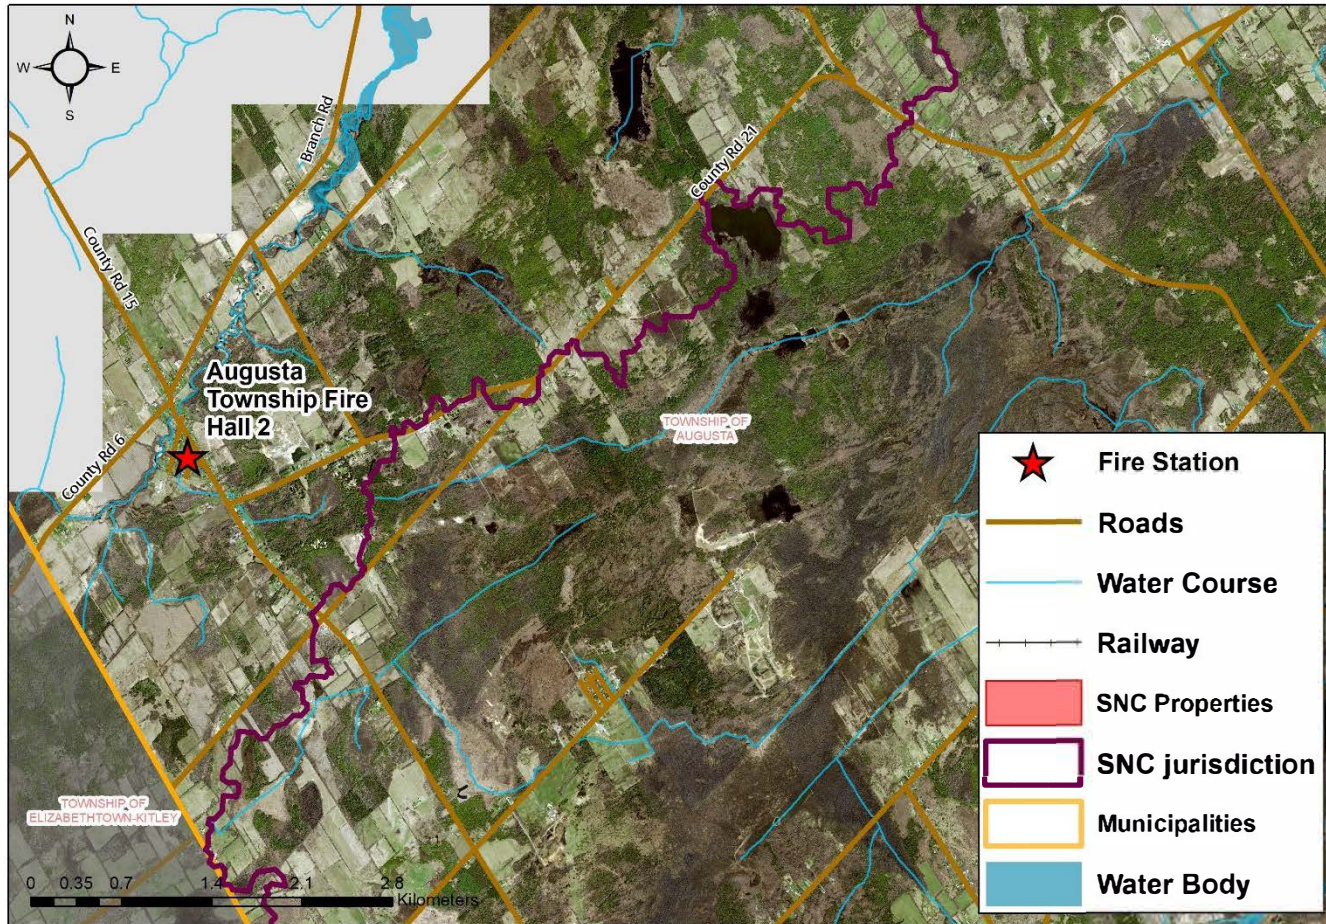 N
W
E
S
Branch Rd
County Rd 21
County Rd 15
Augusta
Township Fire
Hall 2
County Rd 6
TOWNSHIP OF
AUGUSTA
TOWNSHIP OF
ELIZABETHTOWN-KITLEY
0 0.35 0.7 1.4 2.1 2.8
Kilometers
Fire Station
Roads
Water Course
Railway
SNC Properties
SNC jurisdiction
Municipalities
Water Body